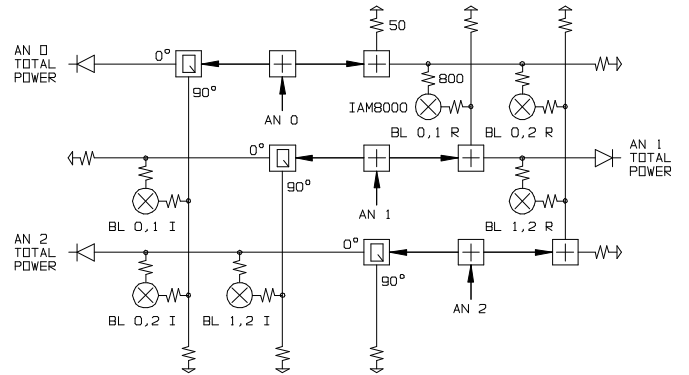 50
AN 0
TOTAL
POWER
0°
90°
800
IAM8000
AN 0
BL 0,1 R
BL 0,2 R
0°
90°
AN 1
TOTAL
POWER
AN 1
BL 0,1 I
BL 1,2 R
AN 2
TOTAL
POWER
0°
90°
AN 2
BL 0,2 I
BL 1,2 I